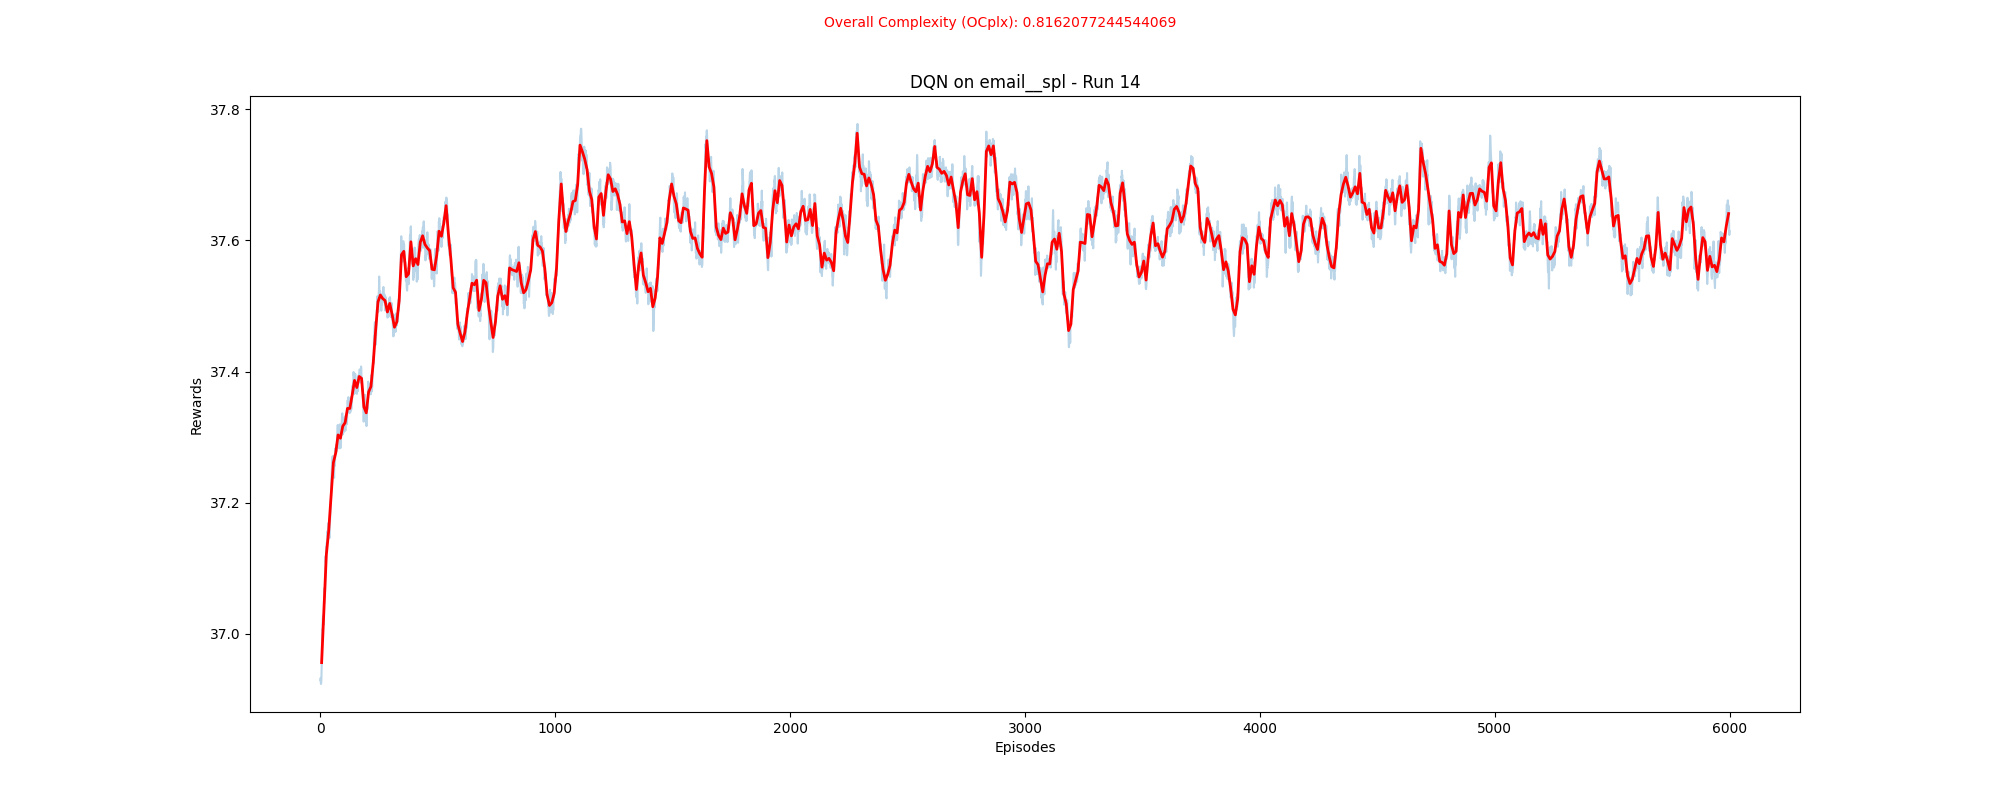 Overall Complexity (OCplx): 0.8162077244544069
DQN on email__spl - Run 14
37.8
37.6
37.4
37.2
37.0
Rewards
0 1000 2000 3000 4000 5000 6000
Episodes